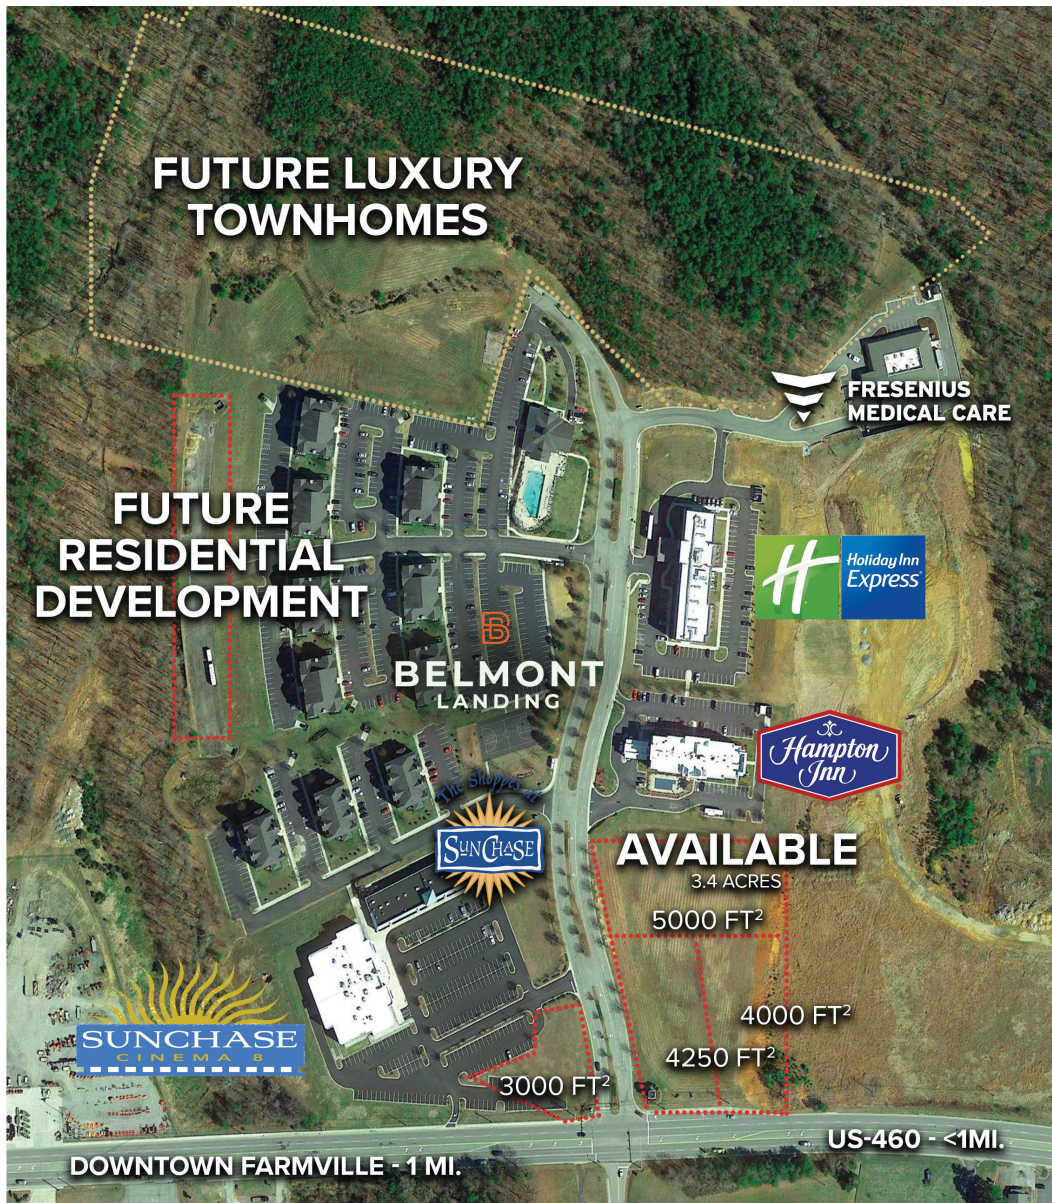 FUTURE LUXURY
TOWNHOMES
FRESENIUS
MEDICAL CARE
FUTURE
RESIDENTIAL
DEVELOPMENT
H
Holiday Inn
Express
B
BELMONT
LANDING
Hampton
Inn
The Shoppes at
SUNCHASE
AVAILABLE
3.4 ACRES
5000 FT²
4000 FT²
4250 FT²
3000 FT²
SUNCHASE
CINEMA 8
US-460 - <1MI.
DOWNTOWN FARMVILLE - 1 MI.